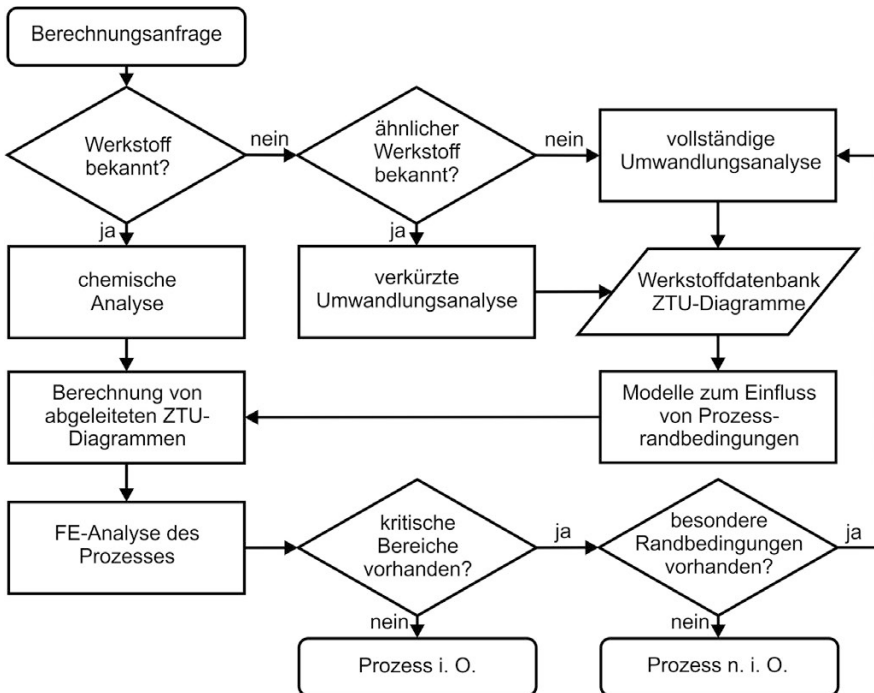 Berechnungsanfrage
Werkstoff
bekannt?
nein
ähnlicher
Werkstoff
bekannt?
nein
vollständige
Umwandlungsanalyse
ja
ja
chemische
Analyse
verkürzte
Umwandlungsanalyse
Werkstoffdatenbank
ZTU-Diagramme
Berechnung von
abgeleiteten ZTU-
Diagrammen
Modelle zum Einfluss
von Prozess-
randbedingungen
FE-Analyse des
Prozesses
kritische
Bereiche
vorhanden?
ja
besondere
Randbedingungen
vorhanden?
ja
nein
nein
Prozess i. O.
Prozess n. i. O.